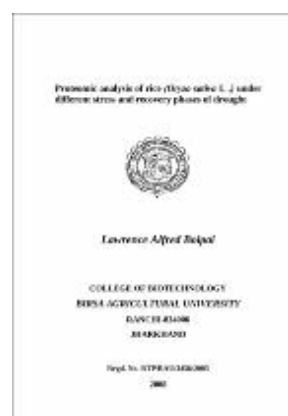 Proteomic analysis of rice (Oryza sativa L.,) under
different stress and recovery phases of drought
Lawrence Alfred
COLLEGE OF BIOTECHNOLOGY
BIRSA AGRICULTURAL UNIVERSITY
RANCHI-834006
JHARKHAND
Regd. No.
2008